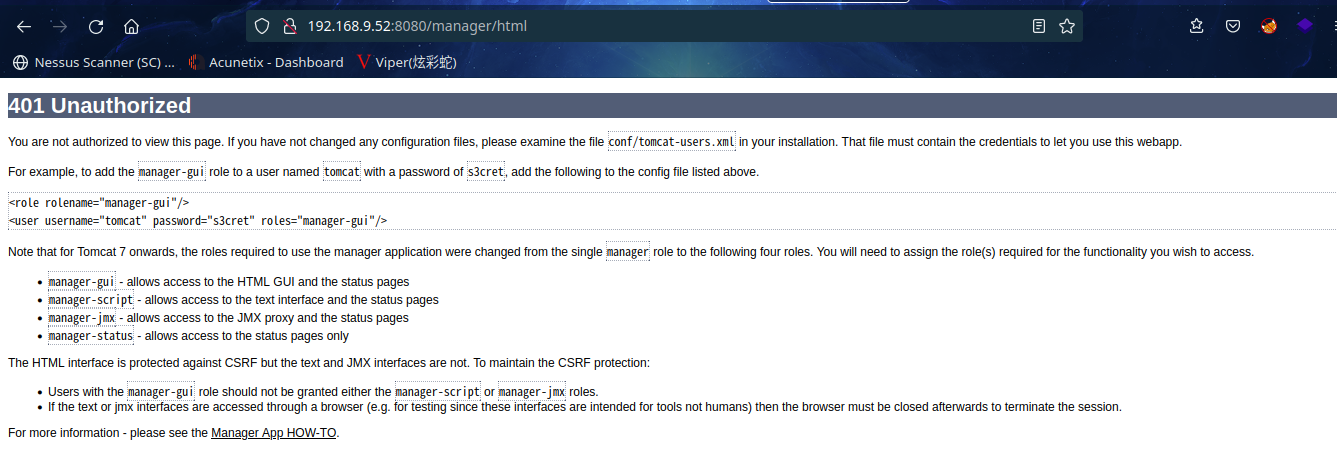 192.168.9.52:8080/manager/html
Nessus Scanner (SC) ... Acunetix - Dashboard Viper(炫彩蛇)
401 Unauthorized
You are not authorized to view this page. If you have not changed any configuration files, please examine the file conf/tomcat-users.xml in your installation. That file must contain the credentials to let you use this webapp.
For example, to add the manager-gui role to a user named tomcat with a password of s3cret, add the following to the config file listed above.
<role rolename="manager-gui"/>
<user username="tomcat" password="s3cret" roles="manager-gui"/>
Note that for Tomcat 7 onwards, the roles required to use the manager application were changed from the single manager role to the following four roles. You will need to assign the role(s) required for the functionality you wish to access.
• manager-gui - allows access to the HTML GUI and the status pages
• manager-script - allows access to the text interface and the status pages
• manager-jmx - allows access to the JMX proxy and the status pages
• manager-status - allows access to the status pages only
The HTML interface is protected against CSRF but the text and JMX interfaces are not. To maintain the CSRF protection:
• Users with the manager-gui role should not be granted either the manager-script or manager-jmx roles.
• If the text or jmx interfaces are accessed through a browser (e.g. for testing since these interfaces are intended for tools not humans) then the browser must be closed afterwards to terminate the session.
For more information - please see the Manager App HOW-TO.